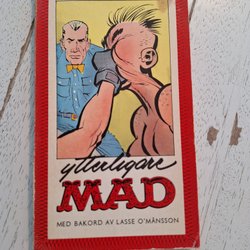 ytterligare
MAD
MED BAKORD AV LASSE O'MÅNSSON